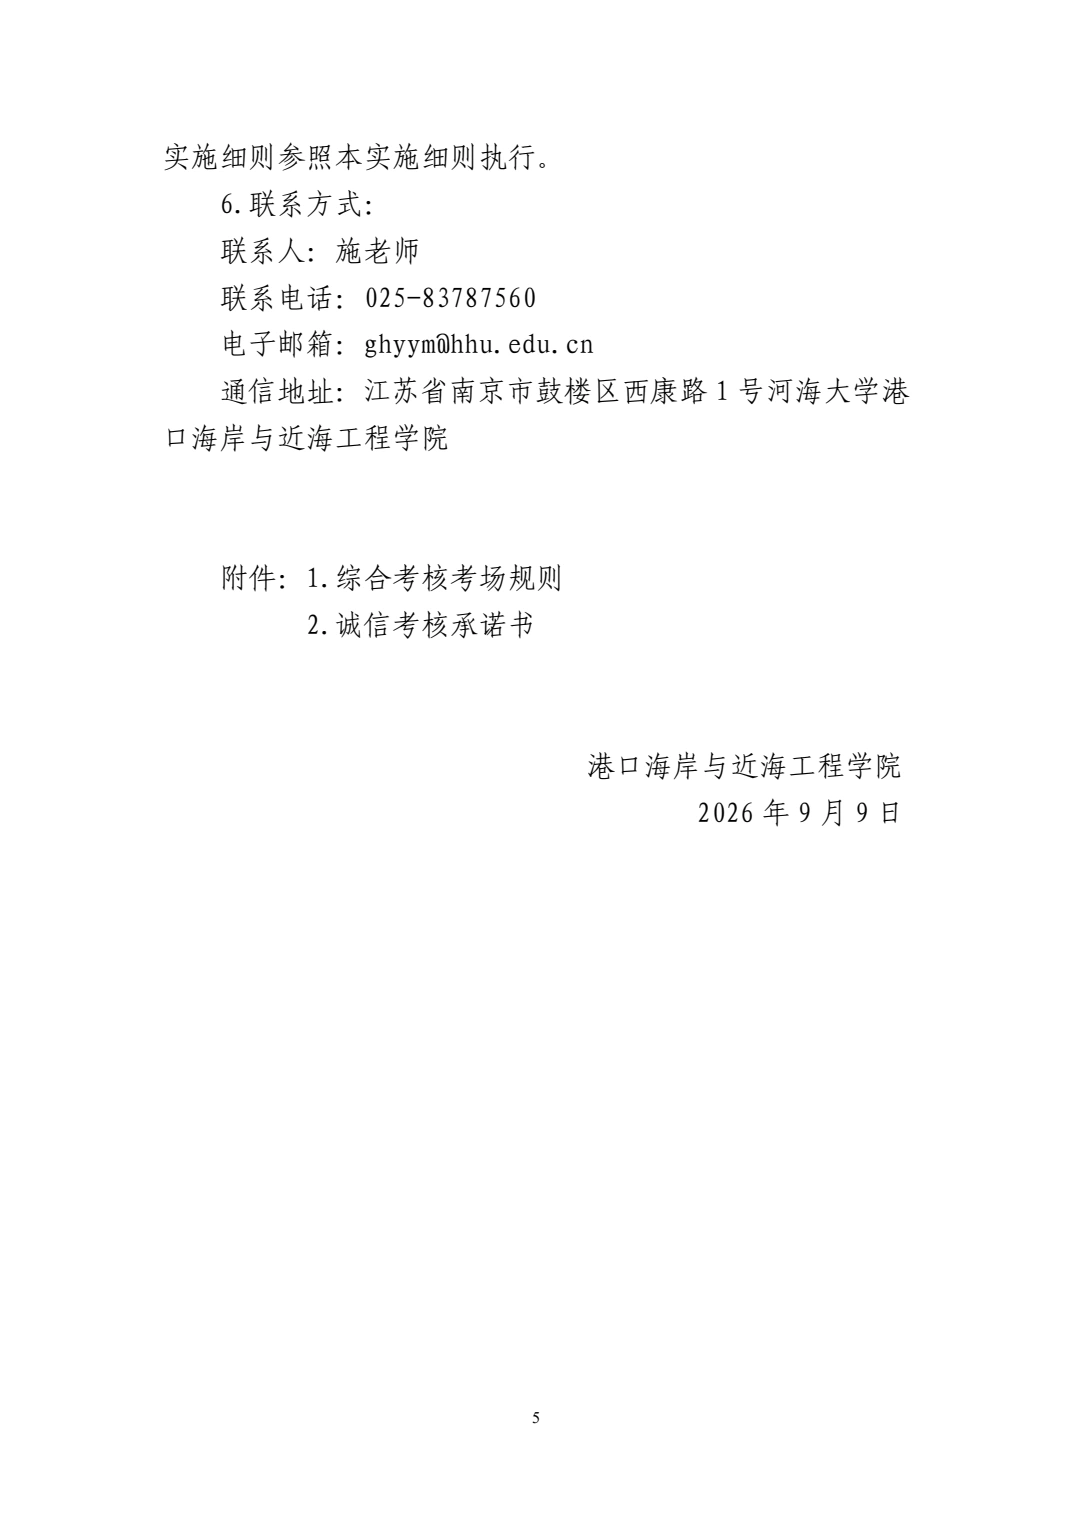 实施细则参照本实施细则执行。
6.联系方式：
联系人：施老师
联系电话：025-83787560
电子邮箱：ghyym@hhu.edu.cn
通信地址：江苏省南京市鼓楼区西康路 1 号河海大学港
口海岸与近海工程学院
附件：1.综合考核考场规则
2.诚信考核承诺书
港口海岸与近海工程学院
2026 年 9 月 9 日
5